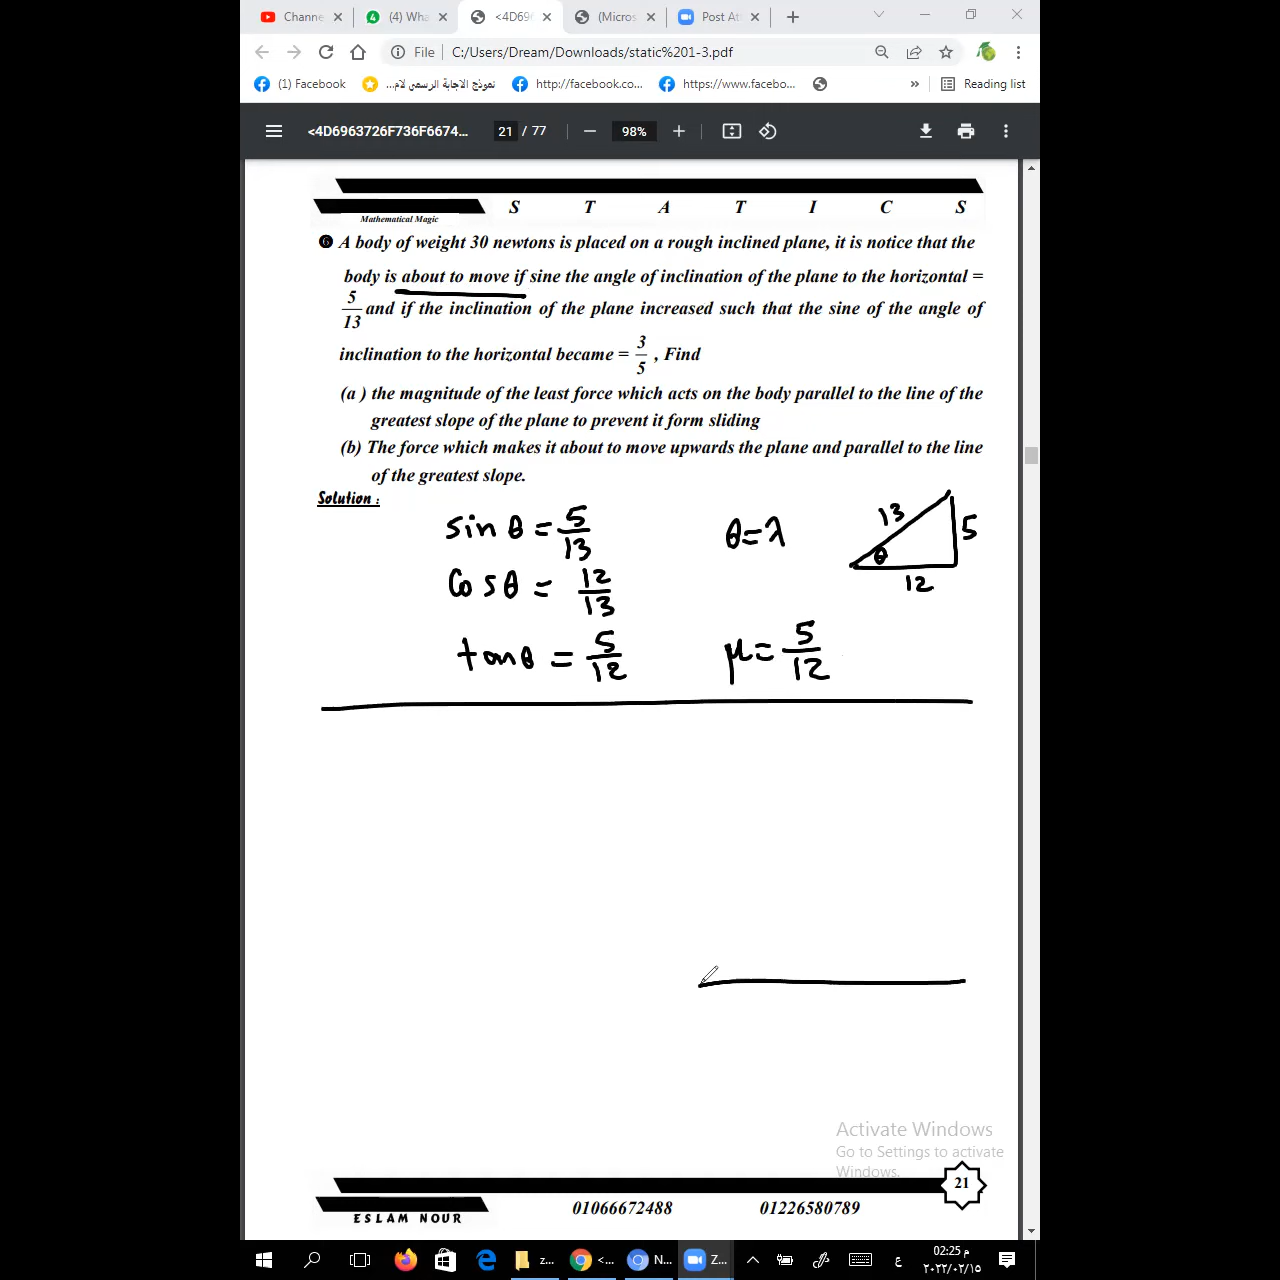 Channe
(4) Wha
<4D69
(Micros
Post At
File C:/Users/Dream/Downloads/static%201-3.pdf
(1) Facebook
نموذج الاجابة الرسمى لام...
http://facebook.co...
https://www.facebo...
»
Reading list
<4D6963726F736F6674...
21 / 77
98%
S T A T I C S
Mathematical Magic
❻ A body of weight 30 newtons is placed on a rough inclined plane, it is notice that the
body is about to move if sine the angle of inclination of the plane to the horizontal =
5/13 and if the inclination of the plane increased such that the sine of the angle of
inclination to the horizontal became = 3/5 , Find
(a ) the magnitude of the least force which acts on the body parallel to the line of the
greatest slope of the plane to prevent it form sliding
(b) The force which makes it about to move upwards the plane and parallel to the line
of the greatest slope.
Solution :
sin θ = 5/13
θ = λ
13
5
θ
12
Cos θ = 12/13
tan θ = 5/12
μ = 5/12
Activate Windows
Go to Settings to activate
Windows.
21
01066672488
01226580789
ESLAM NOUR
z...
<...
N...
Z...
ع
02:25 م
٢٠٢٢/٠٢/١٥